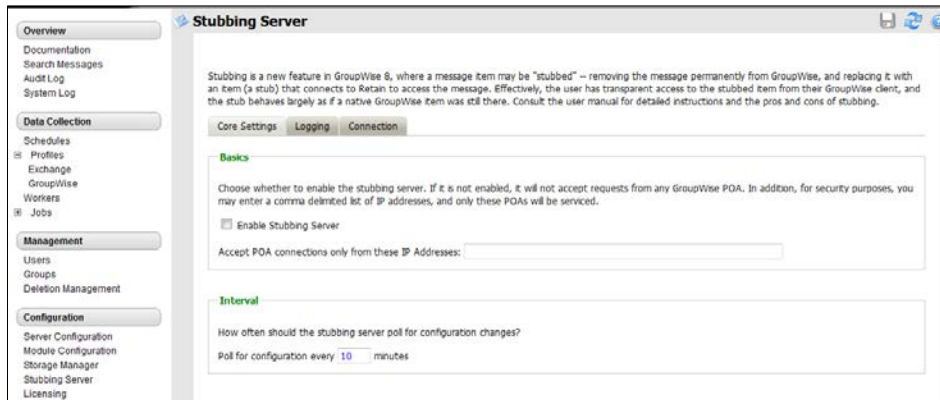 Overview
Documentation
Search Messages
Audit Log
System Log
Data Collection
Schedules
Profiles
Exchange
GroupWise
Workers
Jobs
Management
Users
Groups
Deletion Management
Configuration
Server Configuration
Module Configuration
Storage Manager
Stubbing Server
Licensing
Stubbing Server
Stubbing is a new feature in GroupWise 8, where a message item may be "stubbed" -- removing the message permanently from GroupWise, and replacing it with
an item (a stub) that connects to Retain to access the message. Effectively, the user has transparent access to the stubbed item from their GroupWise client, and
the stub behaves largely as if a native GroupWise item was still there. Consult the user manual for detailed instructions and the pros and cons of stubbing.
Core Settings Logging Connection
Basics
Choose whether to enable the stubbing server. If it is not enabled, it will not accept requests from any GroupWise POA. In addition, for security purposes, you
may enter a comma delimited list of IP addresses, and only these POAs will be serviced.
Enable Stubbing Server
Accept POA connections only from these IP Addresses:
Interval
How often should the stubbing server poll for configuration changes?
Poll for configuration every 10 minutes